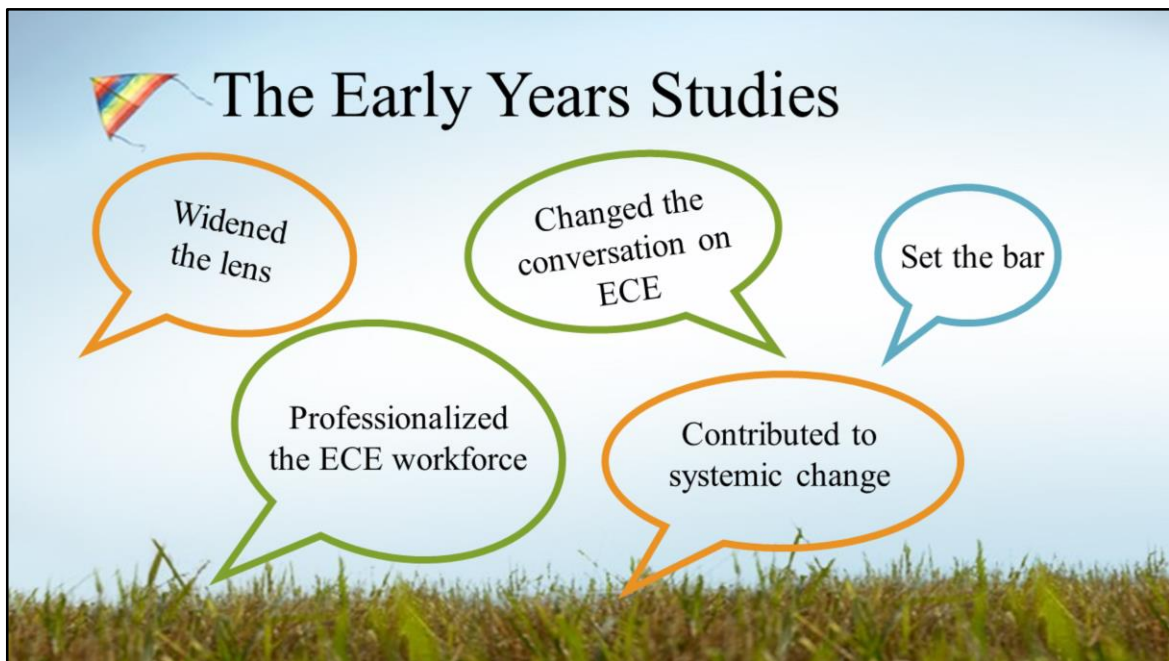 The Early Years Studies
Widened
the lens
Changed the
conversation on
ECE
Set the bar
Professionalized
the ECE workforce
Contributed to
systemic change